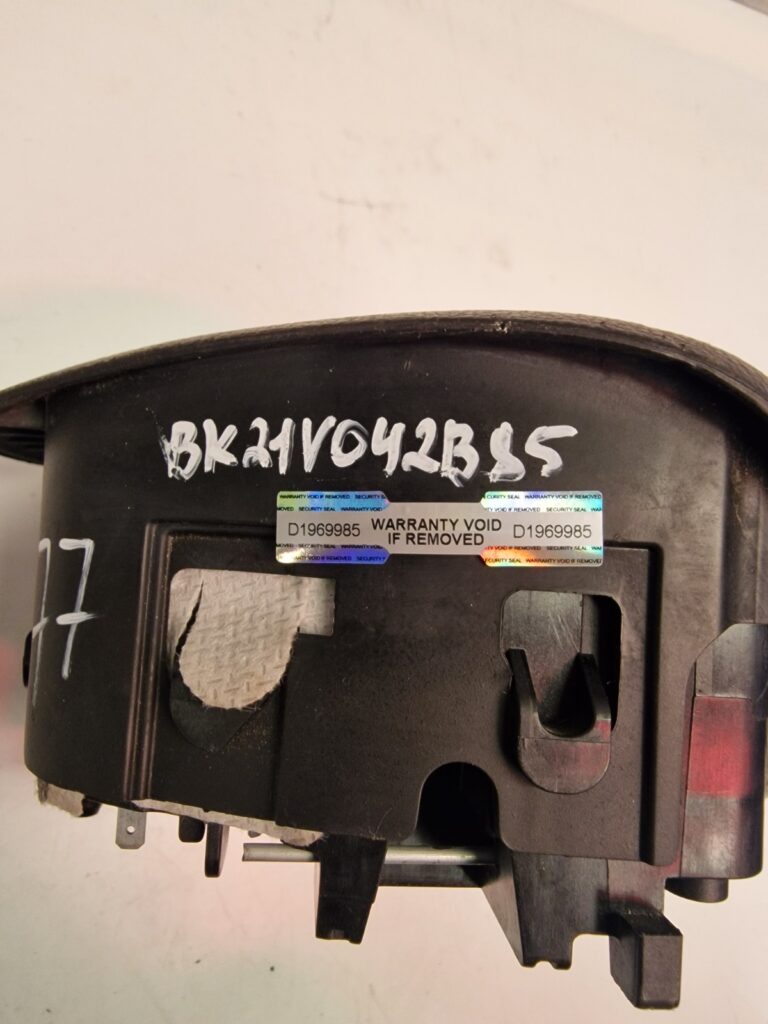 BK21V042B85
D1969985 WARRANTY VOID IF REMOVED D1969985
77